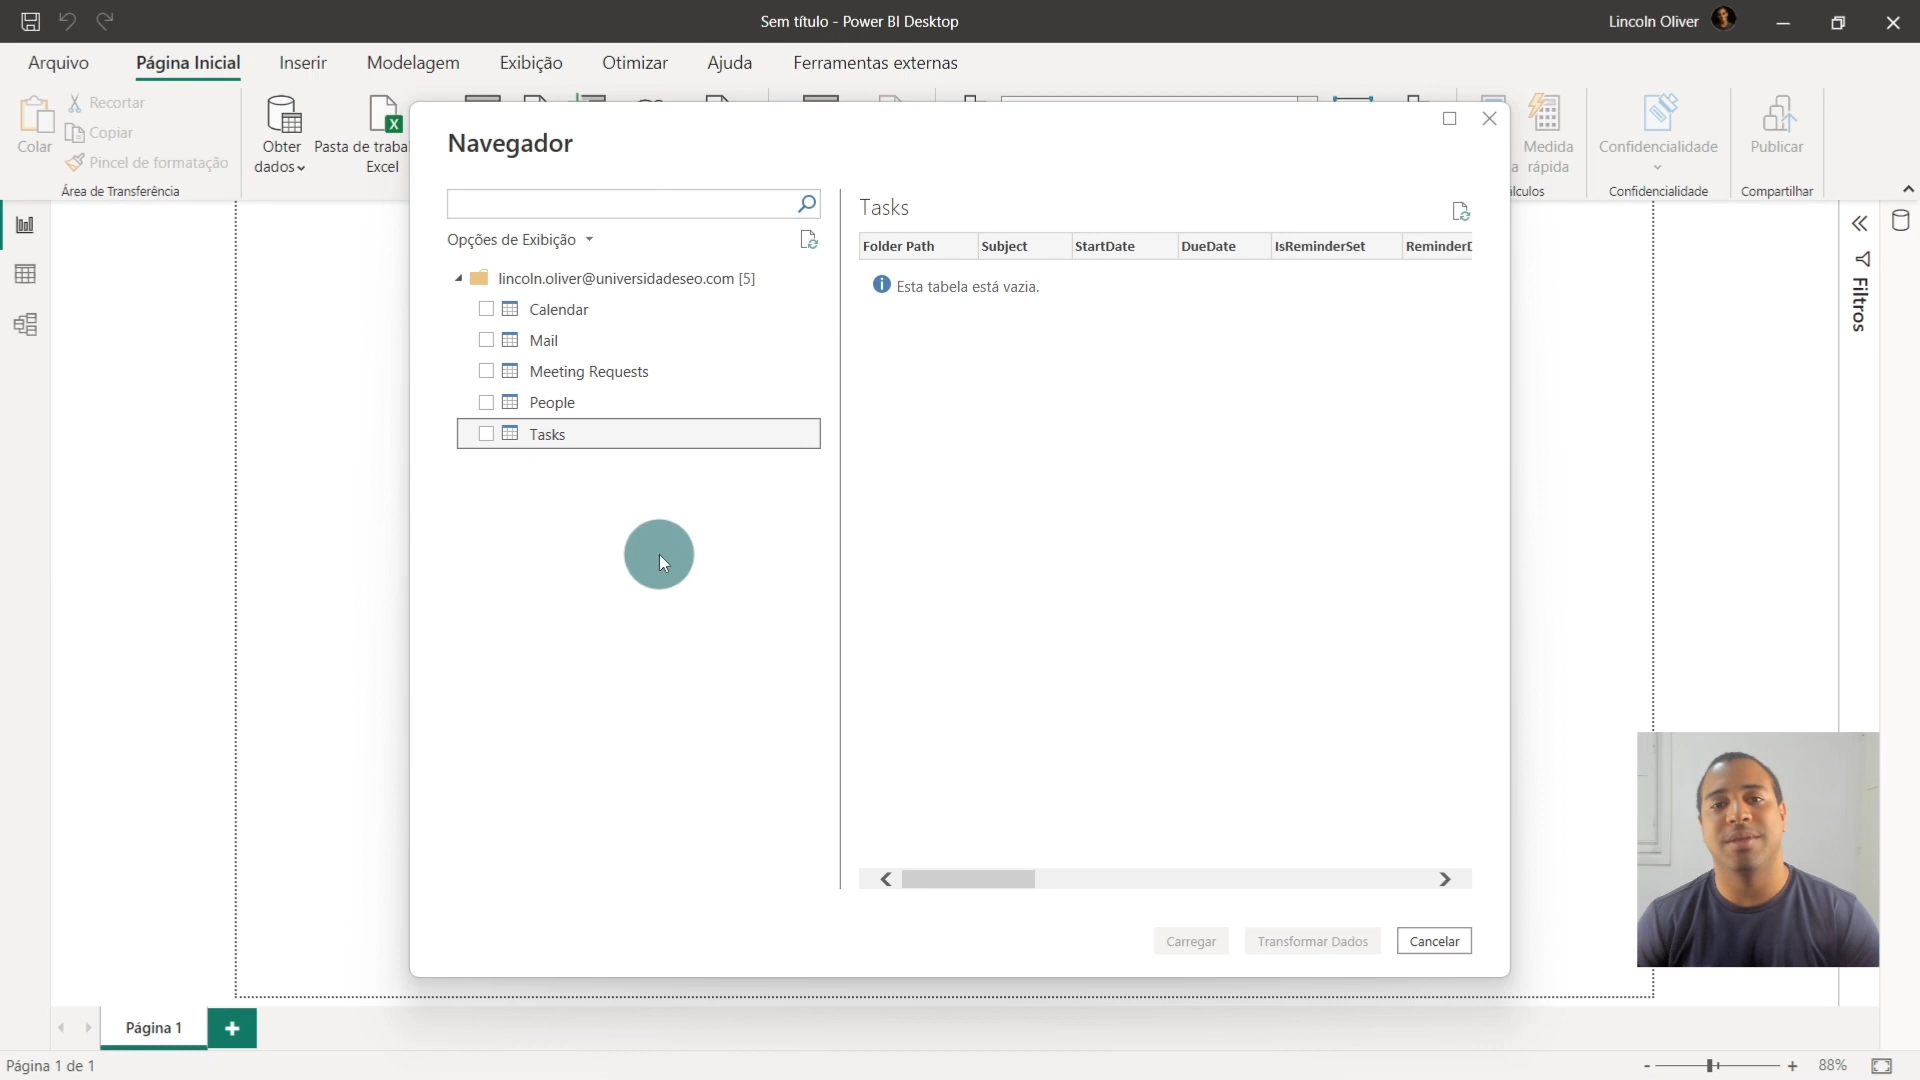 Sem título - Power BI Desktop
Lincoln Oliver
Arquivo
Página Inicial
Inserir
Modelagem
Exibição
Otimizar
Ajuda
Ferramentas externas
Colar
Recortar
Copiar
Pincel de formatação
Área de Transferência
Obter
dados
Pasta de traba
Excel
Medida
a rápida
lculos
Confidencialidade
Confidencialidade
Publicar
Compartilhar
Navegador
Opções de Exibição
lincoln.oliver@universidadeseo.com [5]
Calendar
Mail
Meeting Requests
People
Tasks
Tasks
Folder Path
Subject
StartDate
DueDate
IsReminderSet
ReminderD
Esta tabela está vazia.
Carregar
Transformar Dados
Cancelar
Filtros
Página 1
Página 1 de 1
88%